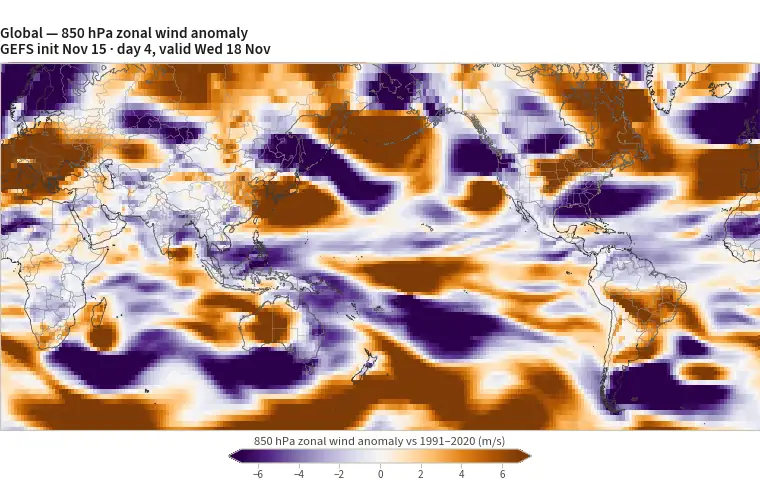 Global — 850 hPa zonal wind anomaly
GEFS init Nov 15 · day 4, valid Wed 18 Nov
850 hPa zonal wind anomaly vs 1991–2020 (m/s)
−6 −4 −2 0 2 4 6